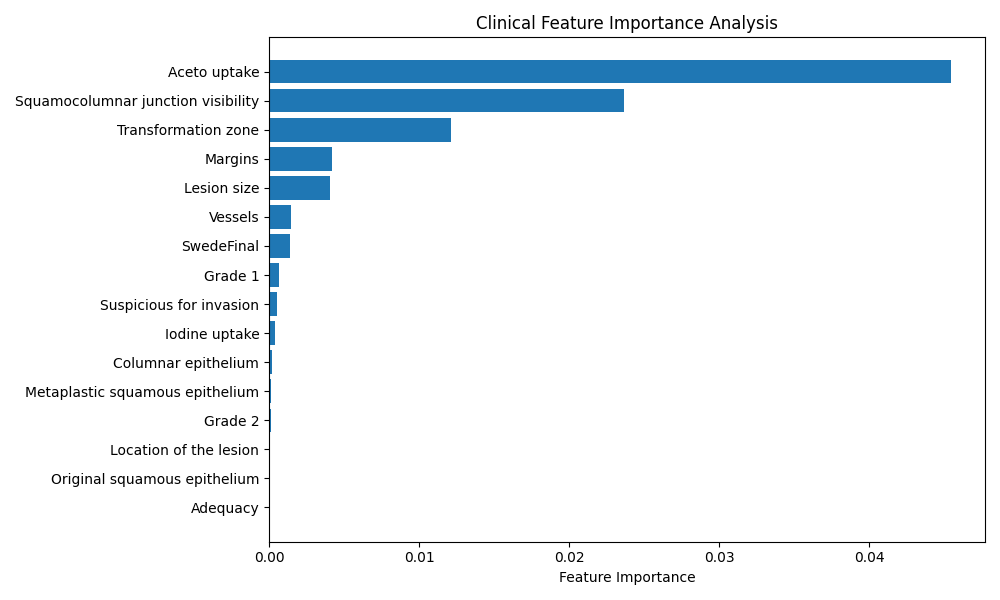 Clinical Feature Importance Analysis
Aceto uptake
Squamocolumnar junction visibility
Transformation zone
Margins
Lesion size
Vessels
SwedeFinal
Grade 1
Suspicious for invasion
Iodine uptake
Columnar epithelium
Metaplastic squamous epithelium
Grade 2
Location of the lesion
Original squamous epithelium
Adequacy
0.00 0.01 0.02 0.03 0.04
Feature Importance